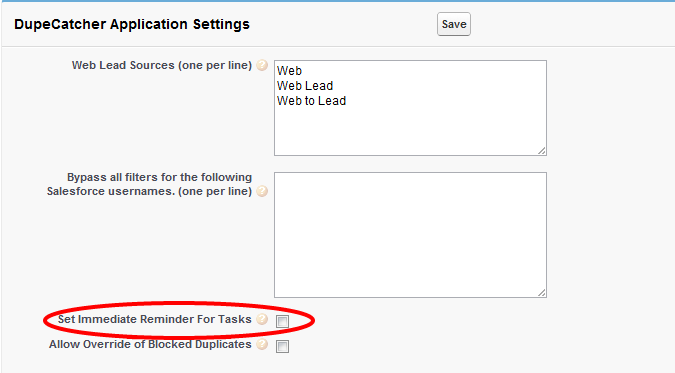 DupeCatcher Application Settings
Save
Web Lead Sources (one per line) ?
Web
Web Lead
Web to Lead
Bypass all filters for the following
Salesforce usernames. (one per line) ?
Set Immediate Reminder For Tasks ?
Allow Override of Blocked Duplicates ?